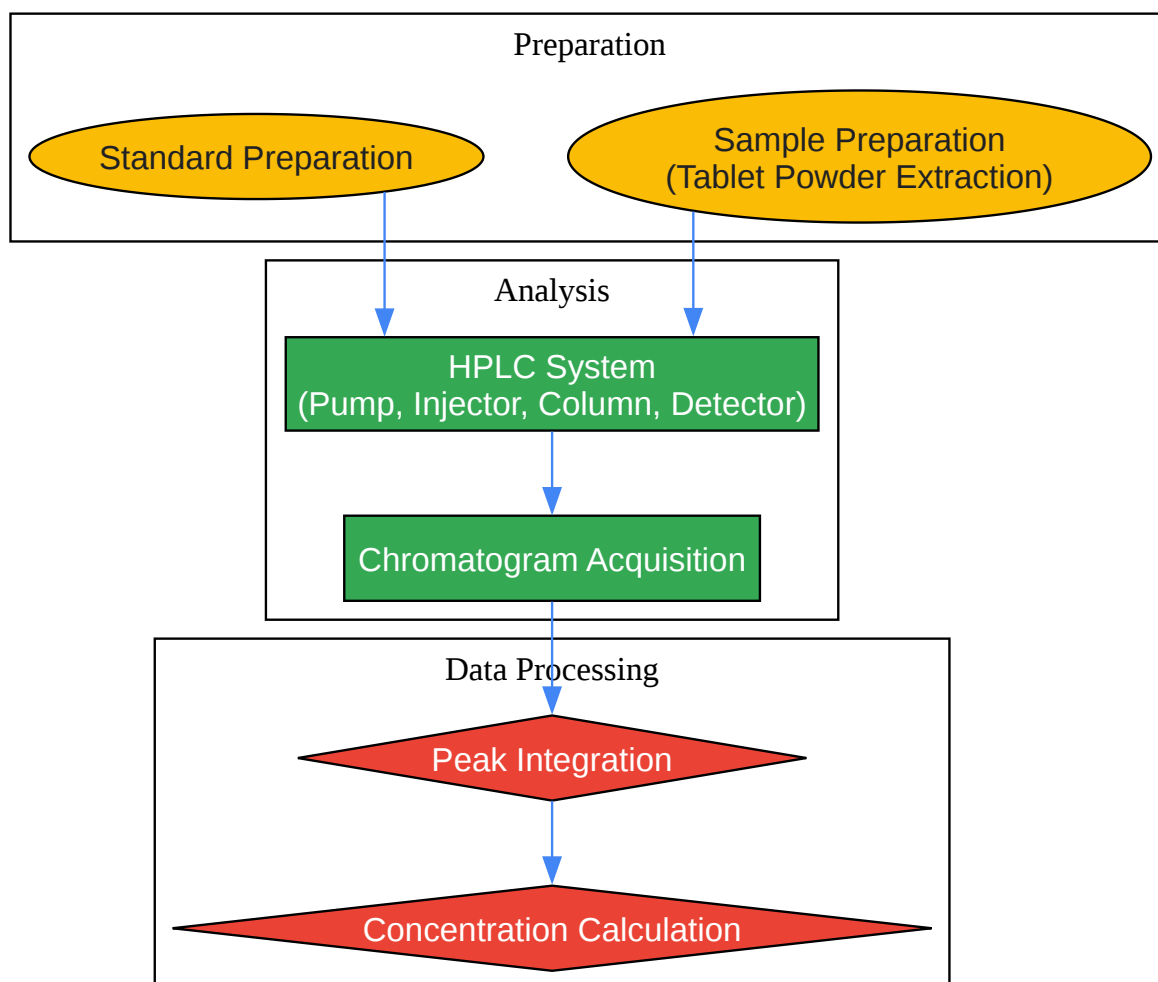 Preparation
Standard Preparation
Sample Preparation
(Tablet Powder Extraction)
Analysis
HPLC System
(Pump, Injector, Column, Detector)
Chromatogram Acquisition
Data Processing
Peak Integration
Concentration Calculation